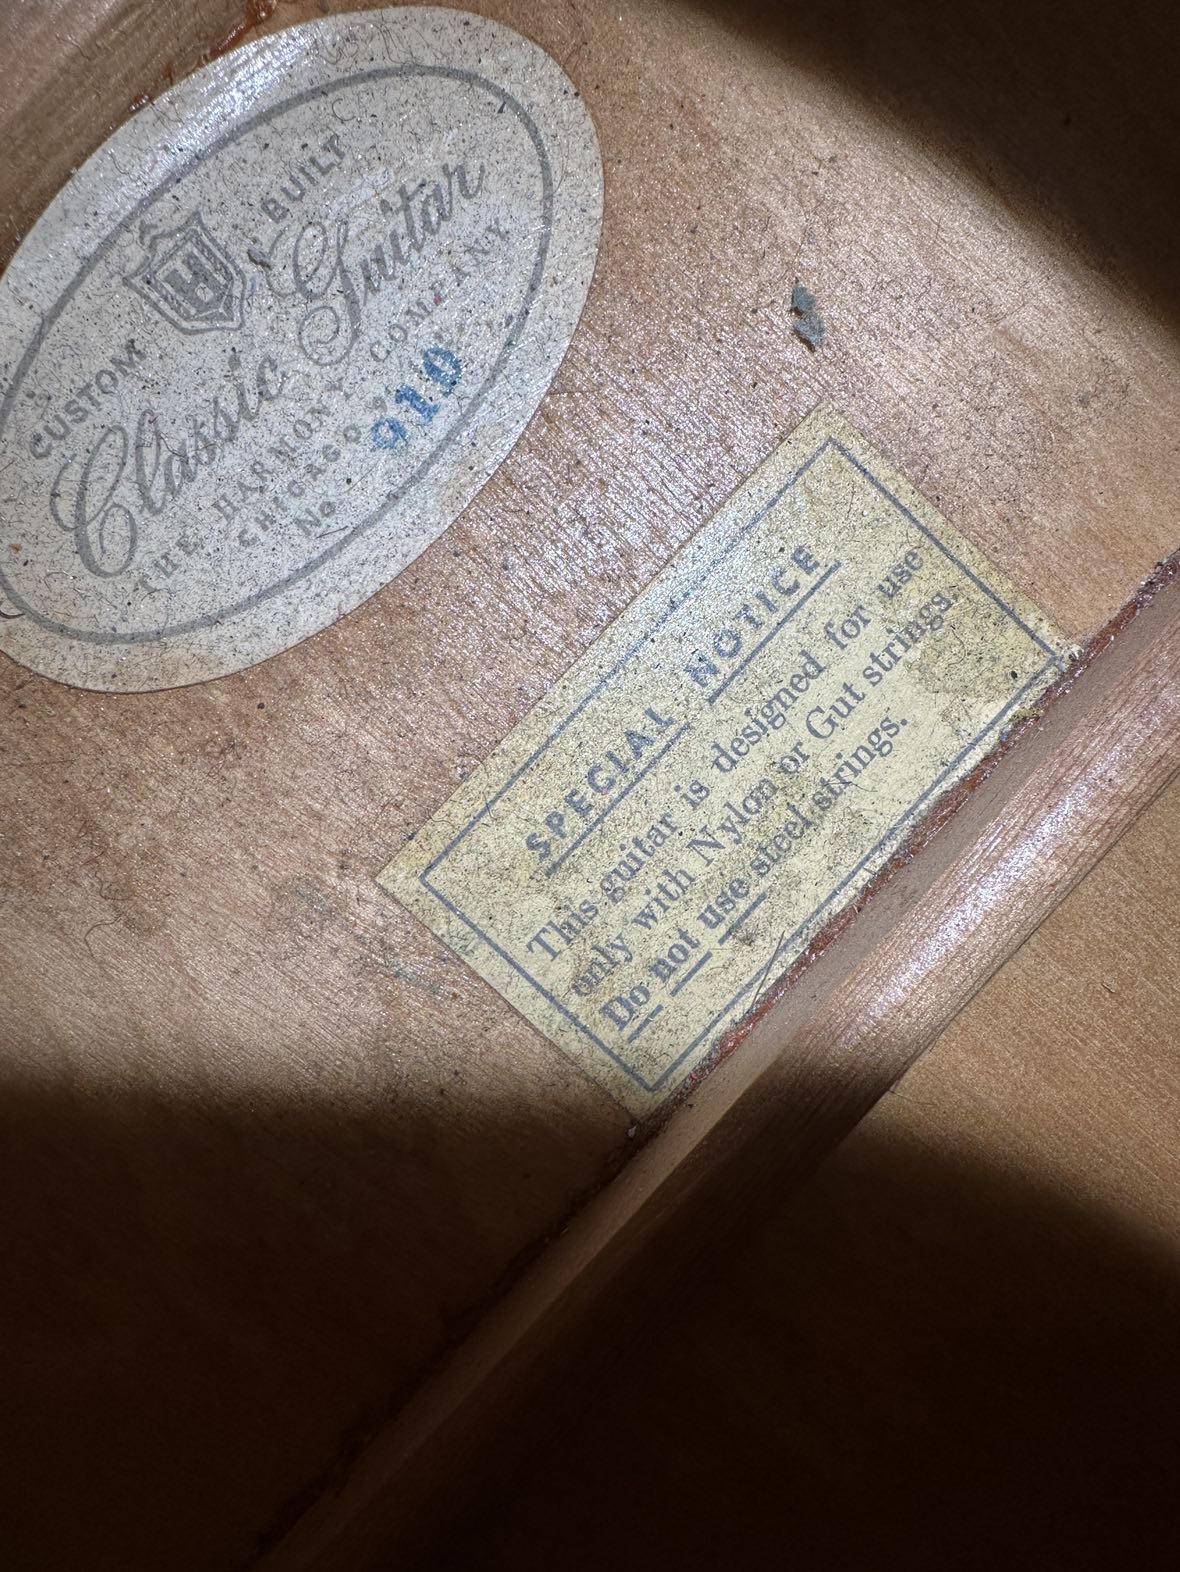 CUSTOM H BUILT
Classic Guitar
THE HARMONY COMPANY
CHICAGO
No. 910
SPECIAL NOTICE
This guitar is designed for use
only with Nylon or Gut strings.
Do not use steel strings.